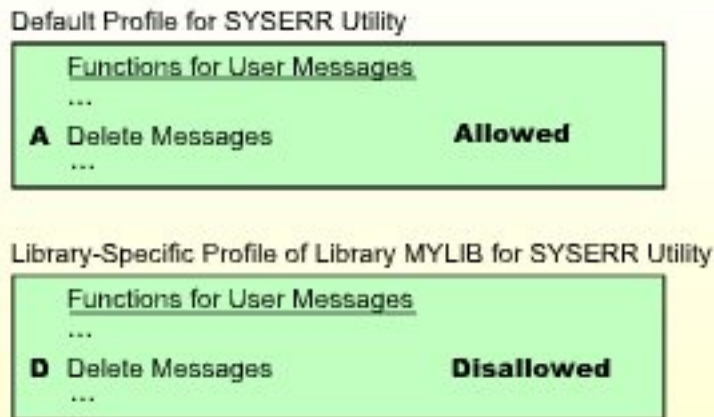 Default Profile for SYSERR Utility
Functions for User Messages
...
A Delete Messages Allowed
...
Library-Specific Profile of Library MYLIB for SYSERR Utility
Functions for User Messages
...
D Delete Messages Disallowed
...